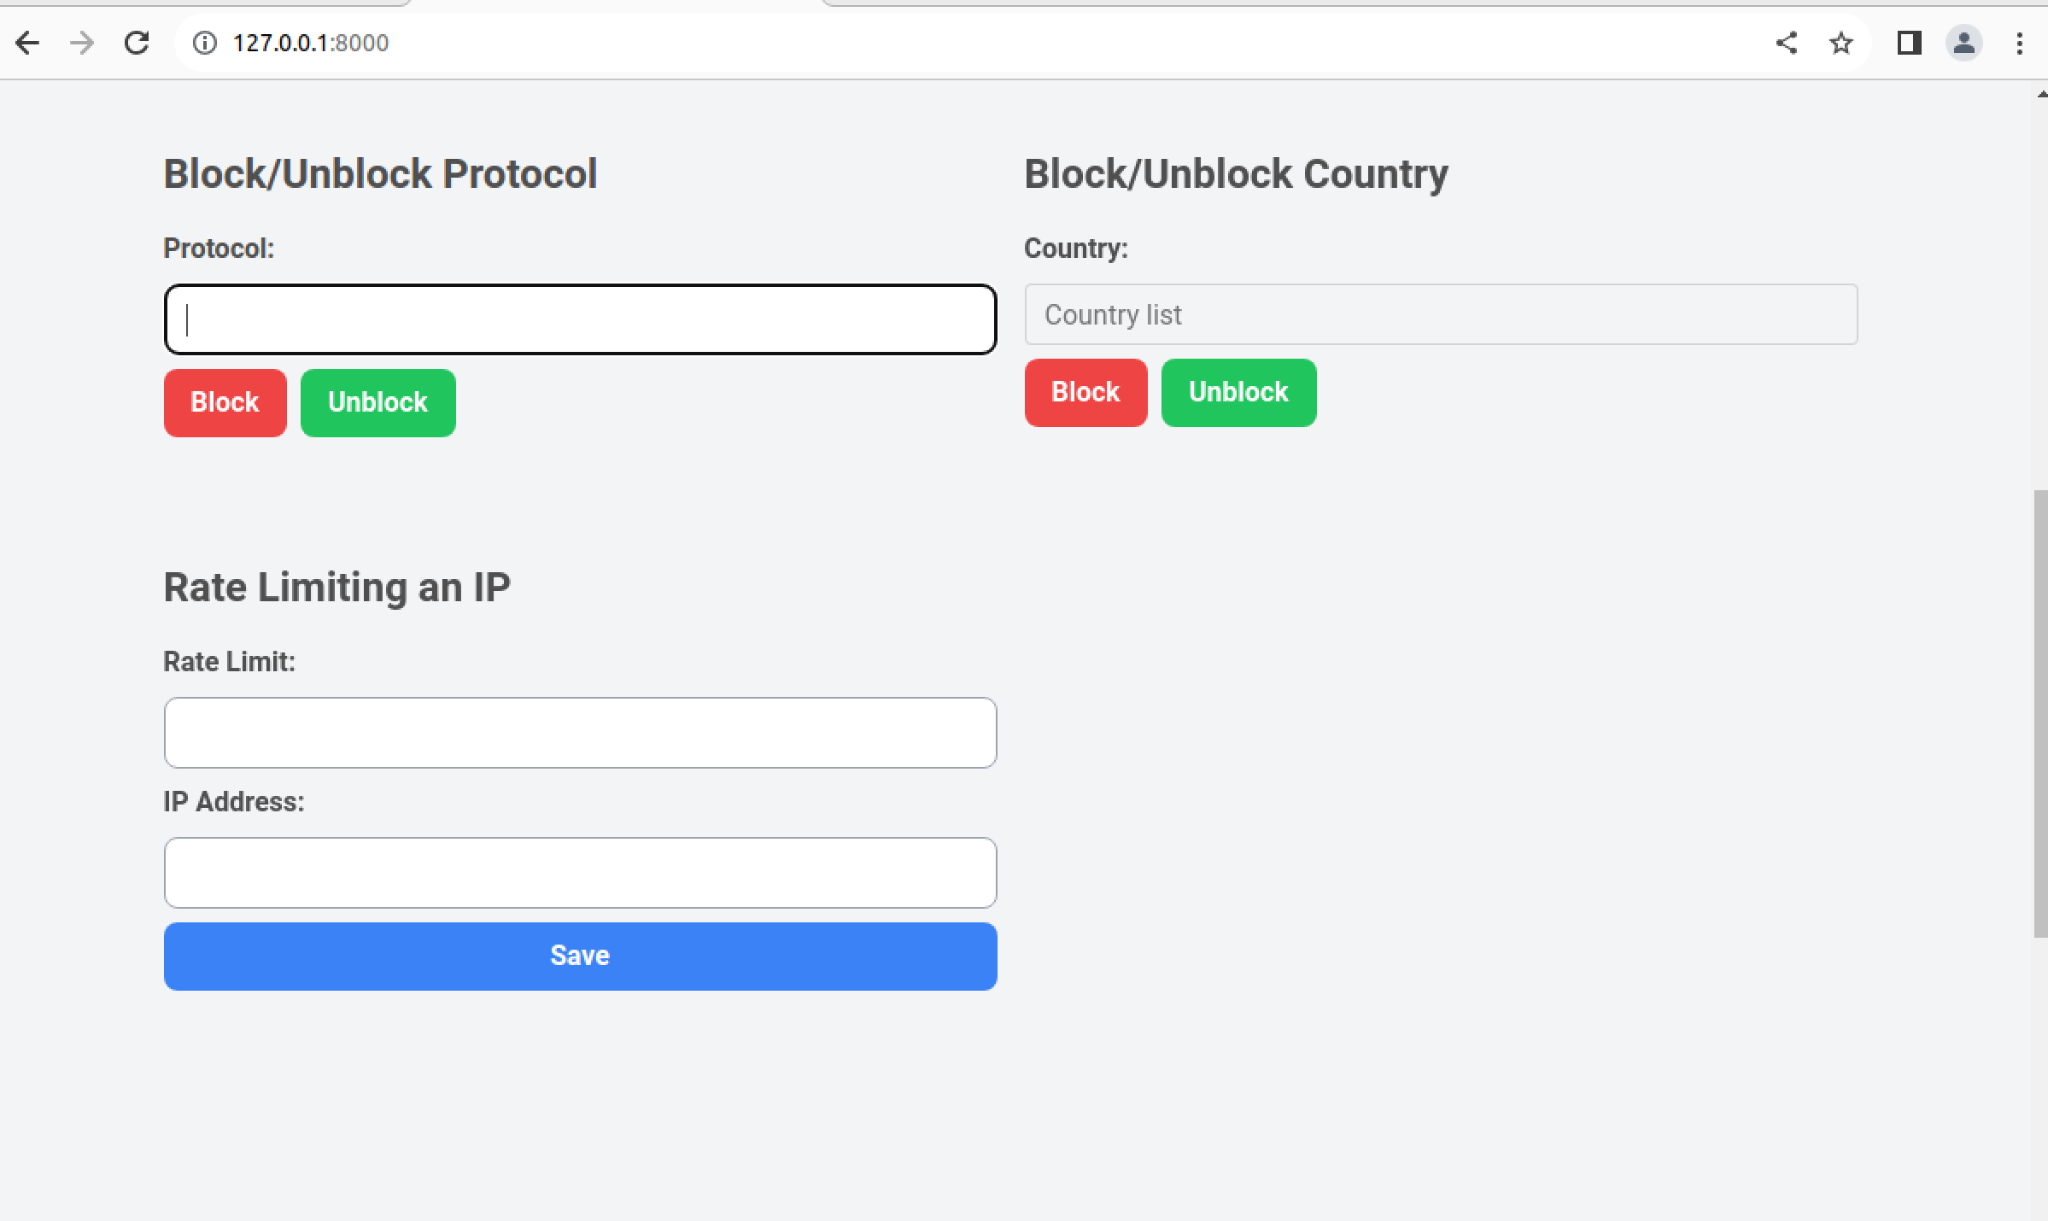 127.0.0.1:8000
Block/Unblock Protocol
Protocol:
Block Unblock
Block/Unblock Country
Country:
Country list
Block Unblock
Rate Limiting an IP
Rate Limit:
IP Address:
Save